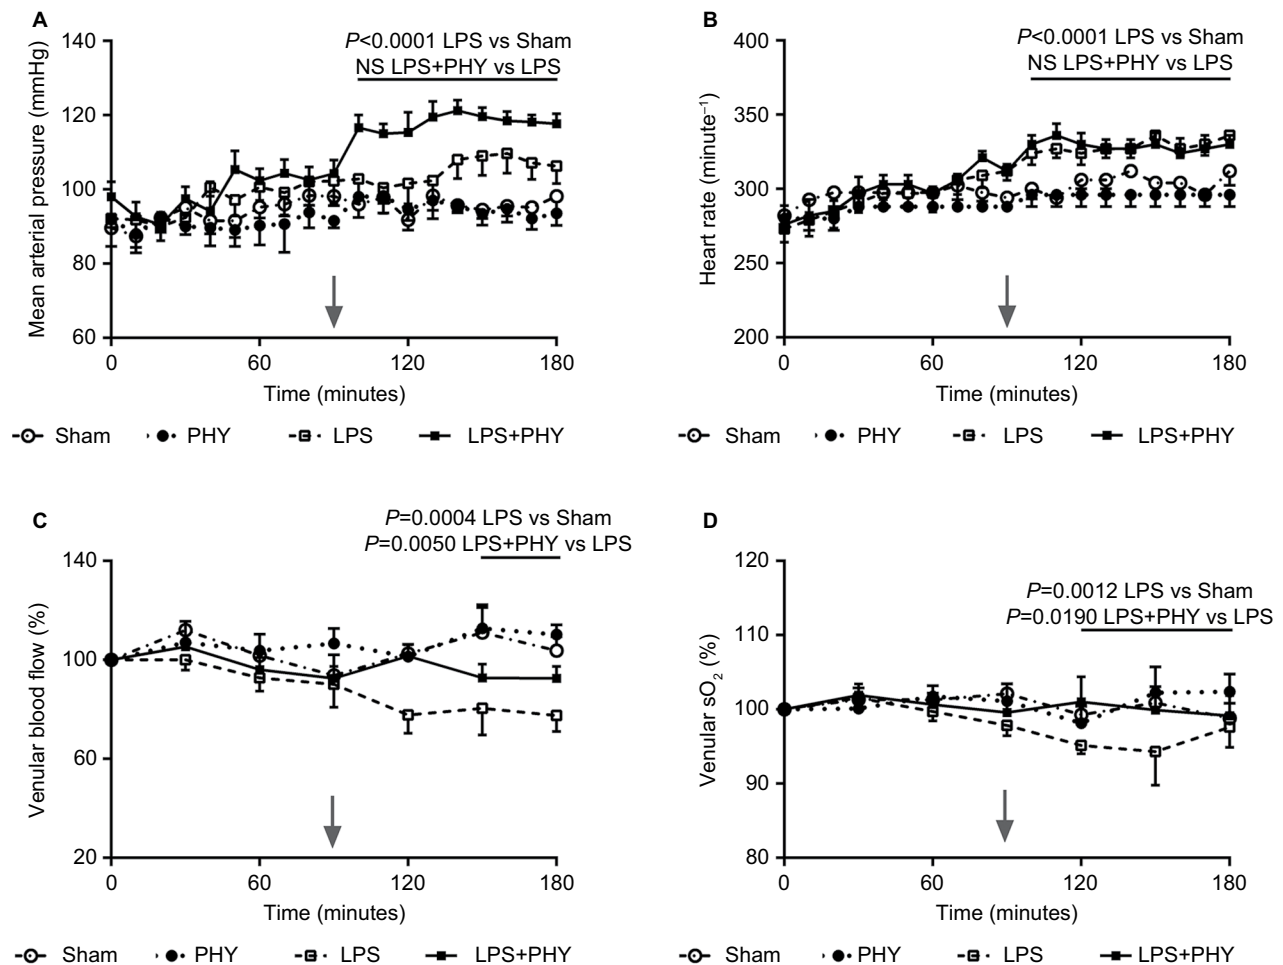 A
P<0.0001 LPS vs Sham
NS LPS+PHY vs LPS
Mean arterial pressure (mmHg)
140
120
100
80
60
0
60
120
180
Time (minutes)
Sham
PHY
LPS
LPS+PHY
B
P<0.0001 LPS vs Sham
NS LPS+PHY vs LPS
Heart rate (minute⁻¹)
400
350
300
250
200
0
60
120
180
Time (minutes)
Sham
PHY
LPS
LPS+PHY
C
P=0.0004 LPS vs Sham
P=0.0050 LPS+PHY vs LPS
Venular blood flow (%)
140
100
60
20
0
60
120
180
Time (minutes)
Sham
PHY
LPS
LPS+PHY
D
P=0.0012 LPS vs Sham
P=0.0190 LPS+PHY vs LPS
Venular sO₂ (%)
120
110
100
90
80
0
60
120
180
Time (minutes)
Sham
PHY
LPS
LPS+PHY